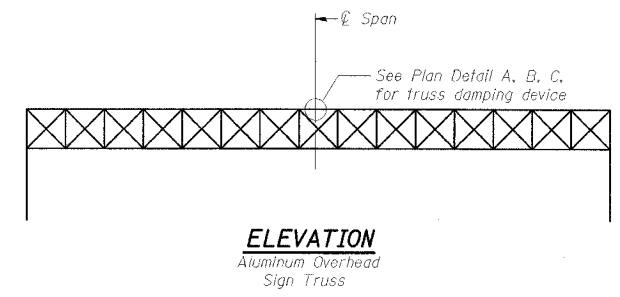 ℄ Span
See Plan Detail A, B, C,
for truss damping device
ELEVATION
Aluminum Overhead
Sign Truss